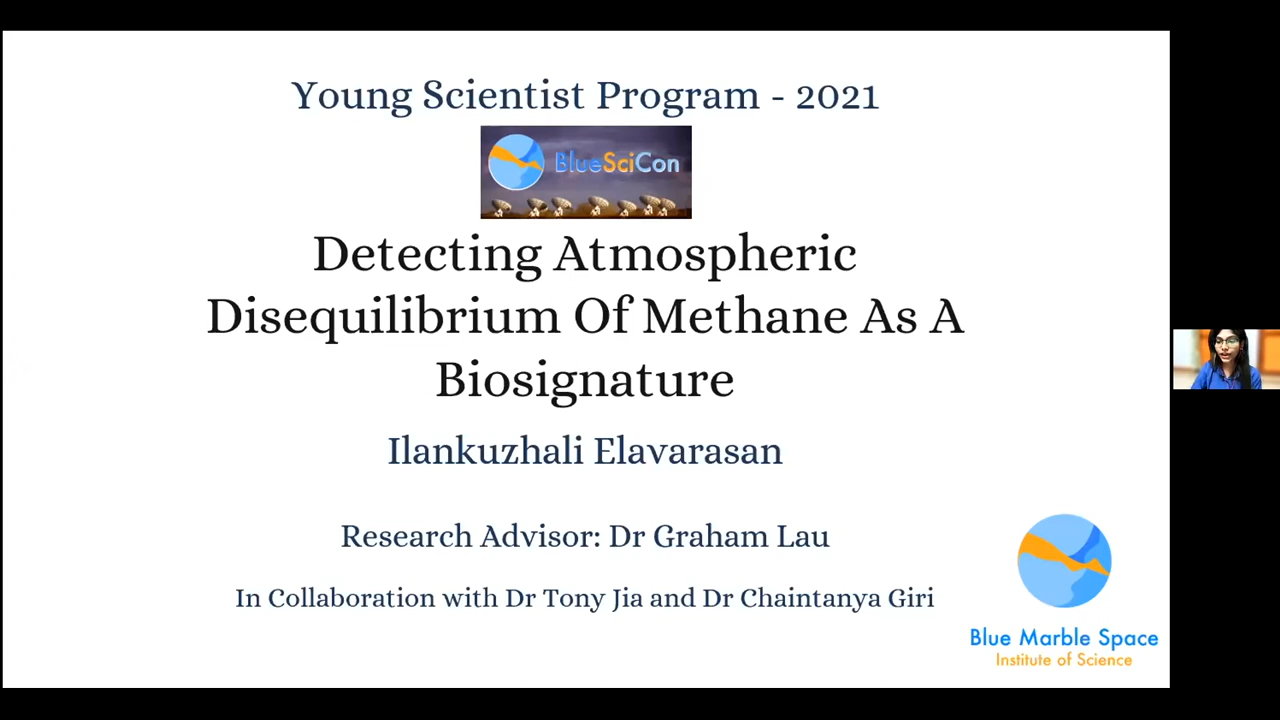 Young Scientist Program - 2021
BlueSciCon
Detecting Atmospheric
Disequilibrium Of Methane As A
Biosignature
Ilankuzhali Elavarasan
Research Advisor: Dr Graham Lau
In Collaboration with Dr Tony Jia and Dr Chaintanya Giri
Blue Marble Space
Institute of Science